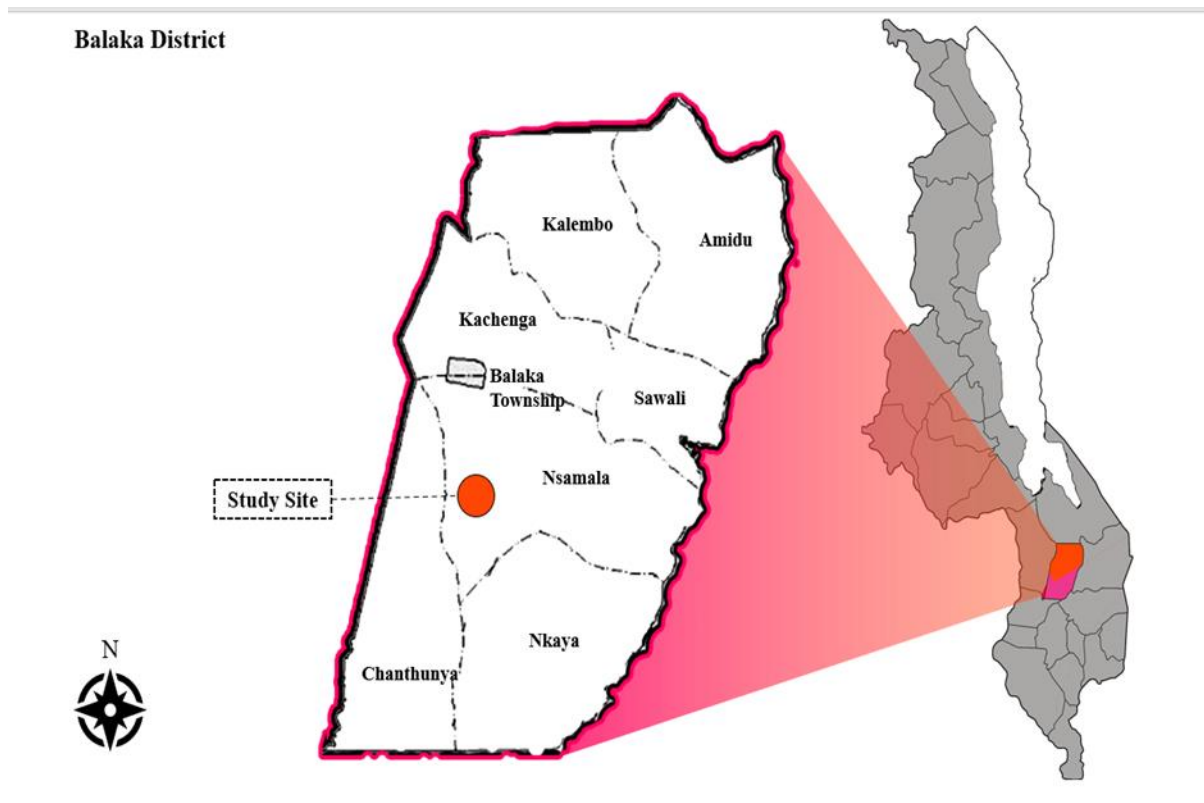 Balaka District
Kalembo
Amidu
Kachenga
Balaka
Township
Sawali
Nsamala
Study Site
Nkaya
Chanthunya
N